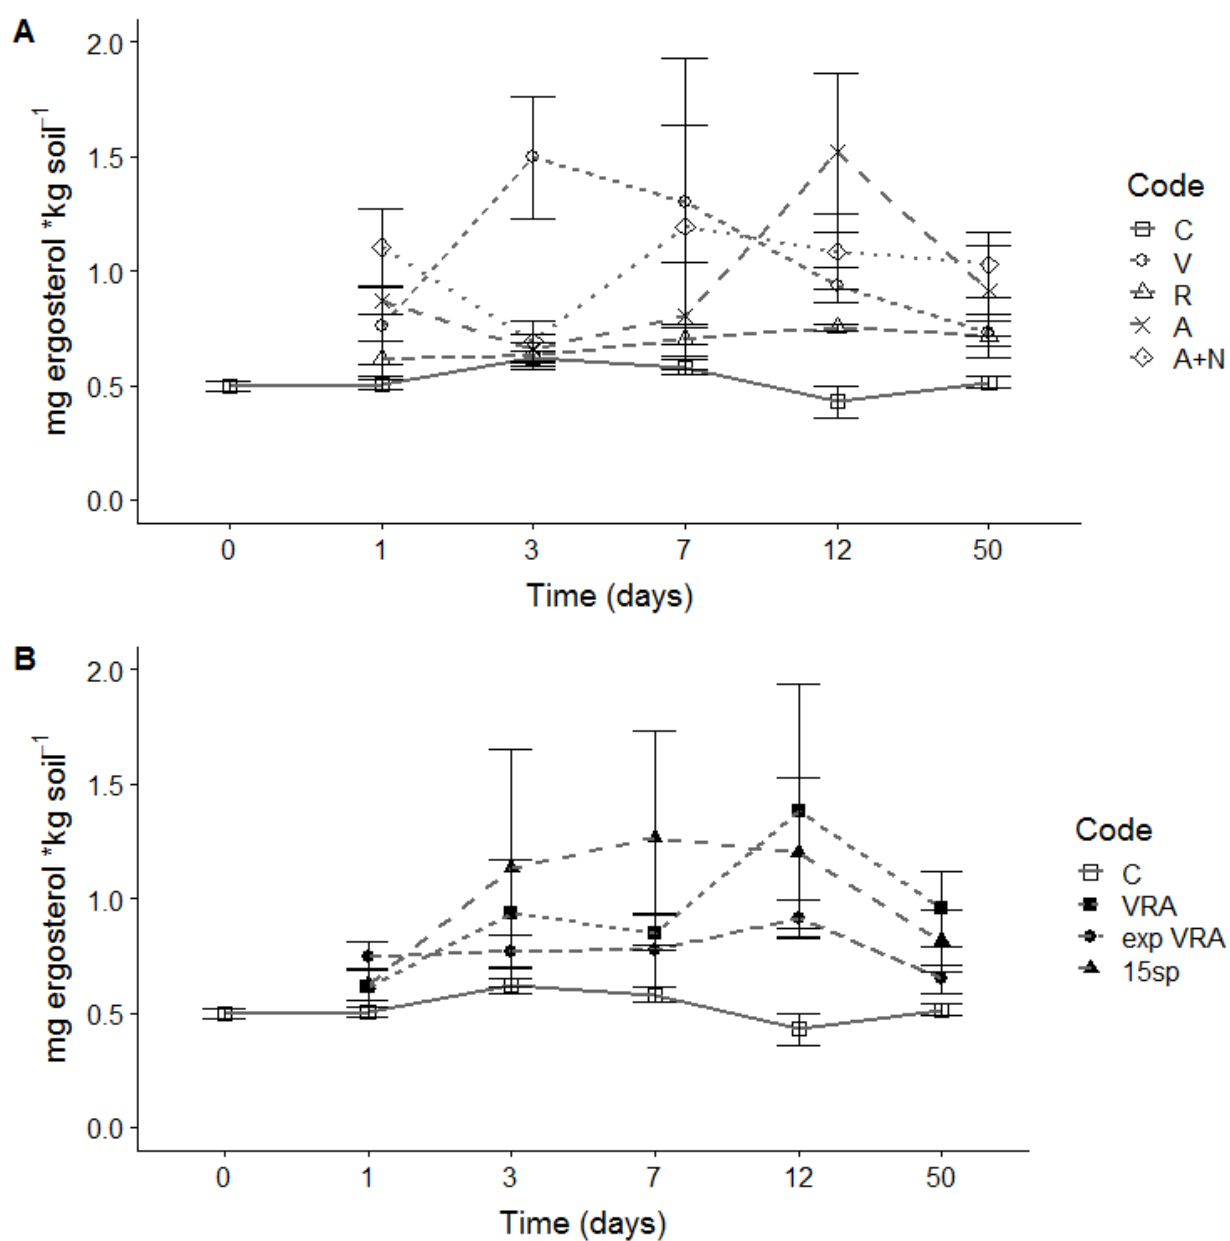 A
2.0
1.5
1.0
0.5
0.0
mg ergosterol *kg soil⁻¹
0 1 3 7 12 50
Time (days)
Code
C
V
R
A
A+N
B
2.0
1.5
1.0
0.5
0.0
mg ergosterol *kg soil⁻¹
0 1 3 7 12 50
Time (days)
Code
C
VRA
exp VRA
15sp